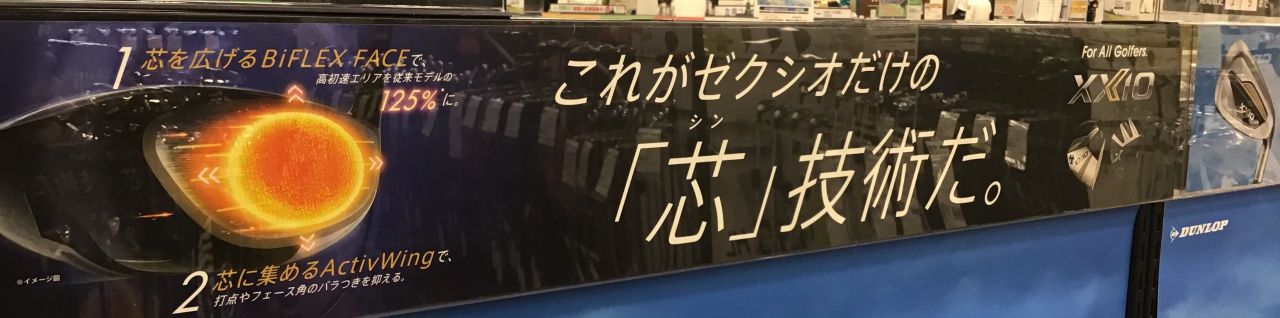 1 芯を広げるBiFLEX FACEで、
高初速エリアを従来モデルの
125%*に。
2 芯に集めるActivWingで、
打点やフェース角のバラつきを抑える。
※イメージ図
これがゼクシオだけの
シン
「芯」技術だ。
For All Golfers.
XXIO
DUNLOP